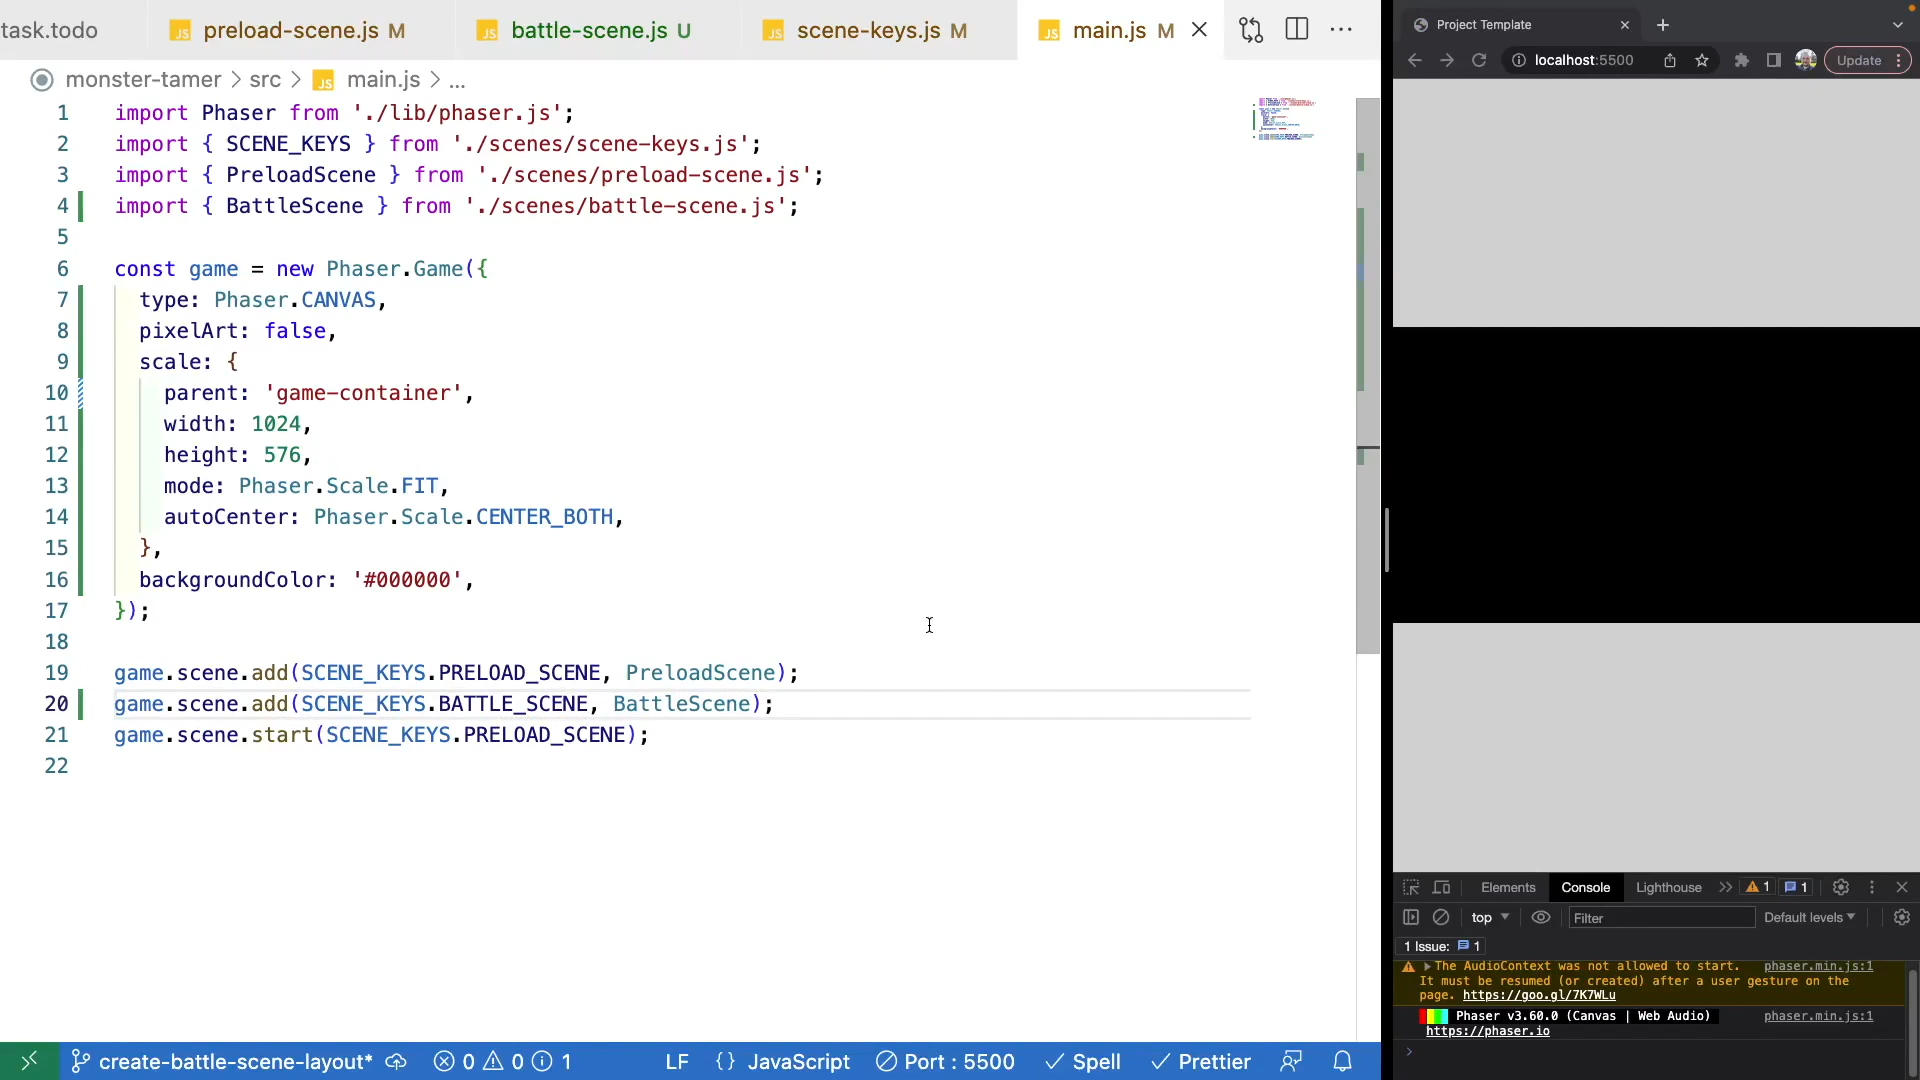 task.todo
JS preload-scene.js M
JS battle-scene.js U
JS scene-keys.js M
JS main.js M
monster-tamer > src > JS main.js > ...
1 import Phaser from './lib/phaser.js';
2 import { SCENE_KEYS } from './scenes/scene-keys.js';
3 import { PreloadScene } from './scenes/preload-scene.js';
4 import { BattleScene } from './scenes/battle-scene.js';
5
6 const game = new Phaser.Game({
7 type: Phaser.CANVAS,
8 pixelArt: false,
9 scale: {
10 parent: 'game-container',
11 width: 1024,
12 height: 576,
13 mode: Phaser.Scale.FIT,
14 autoCenter: Phaser.Scale.CENTER_BOTH,
15 },
16 backgroundColor: '#000000',
17 });
18
19 game.scene.add(SCENE_KEYS.PRELOAD_SCENE, PreloadScene);
20 game.scene.add(SCENE_KEYS.BATTLE_SCENE, BattleScene);
21 game.scene.start(SCENE_KEYS.PRELOAD_SCENE);
22
create-battle-scene-layout* 0 0 1 LF {} JavaScript Port : 5500 Spell Prettier
Project Template
localhost:5500 Update
Elements Console Lighthouse 1 1
top Filter Default levels
1 Issue: 1
The AudioContext was not allowed to start. phaser.min.js:1
It must be resumed (or created) after a user gesture on the
page. https://goo.gl/7K7WLu
Phaser v3.60.0 (Canvas | Web Audio) phaser.min.js:1
https://phaser.io